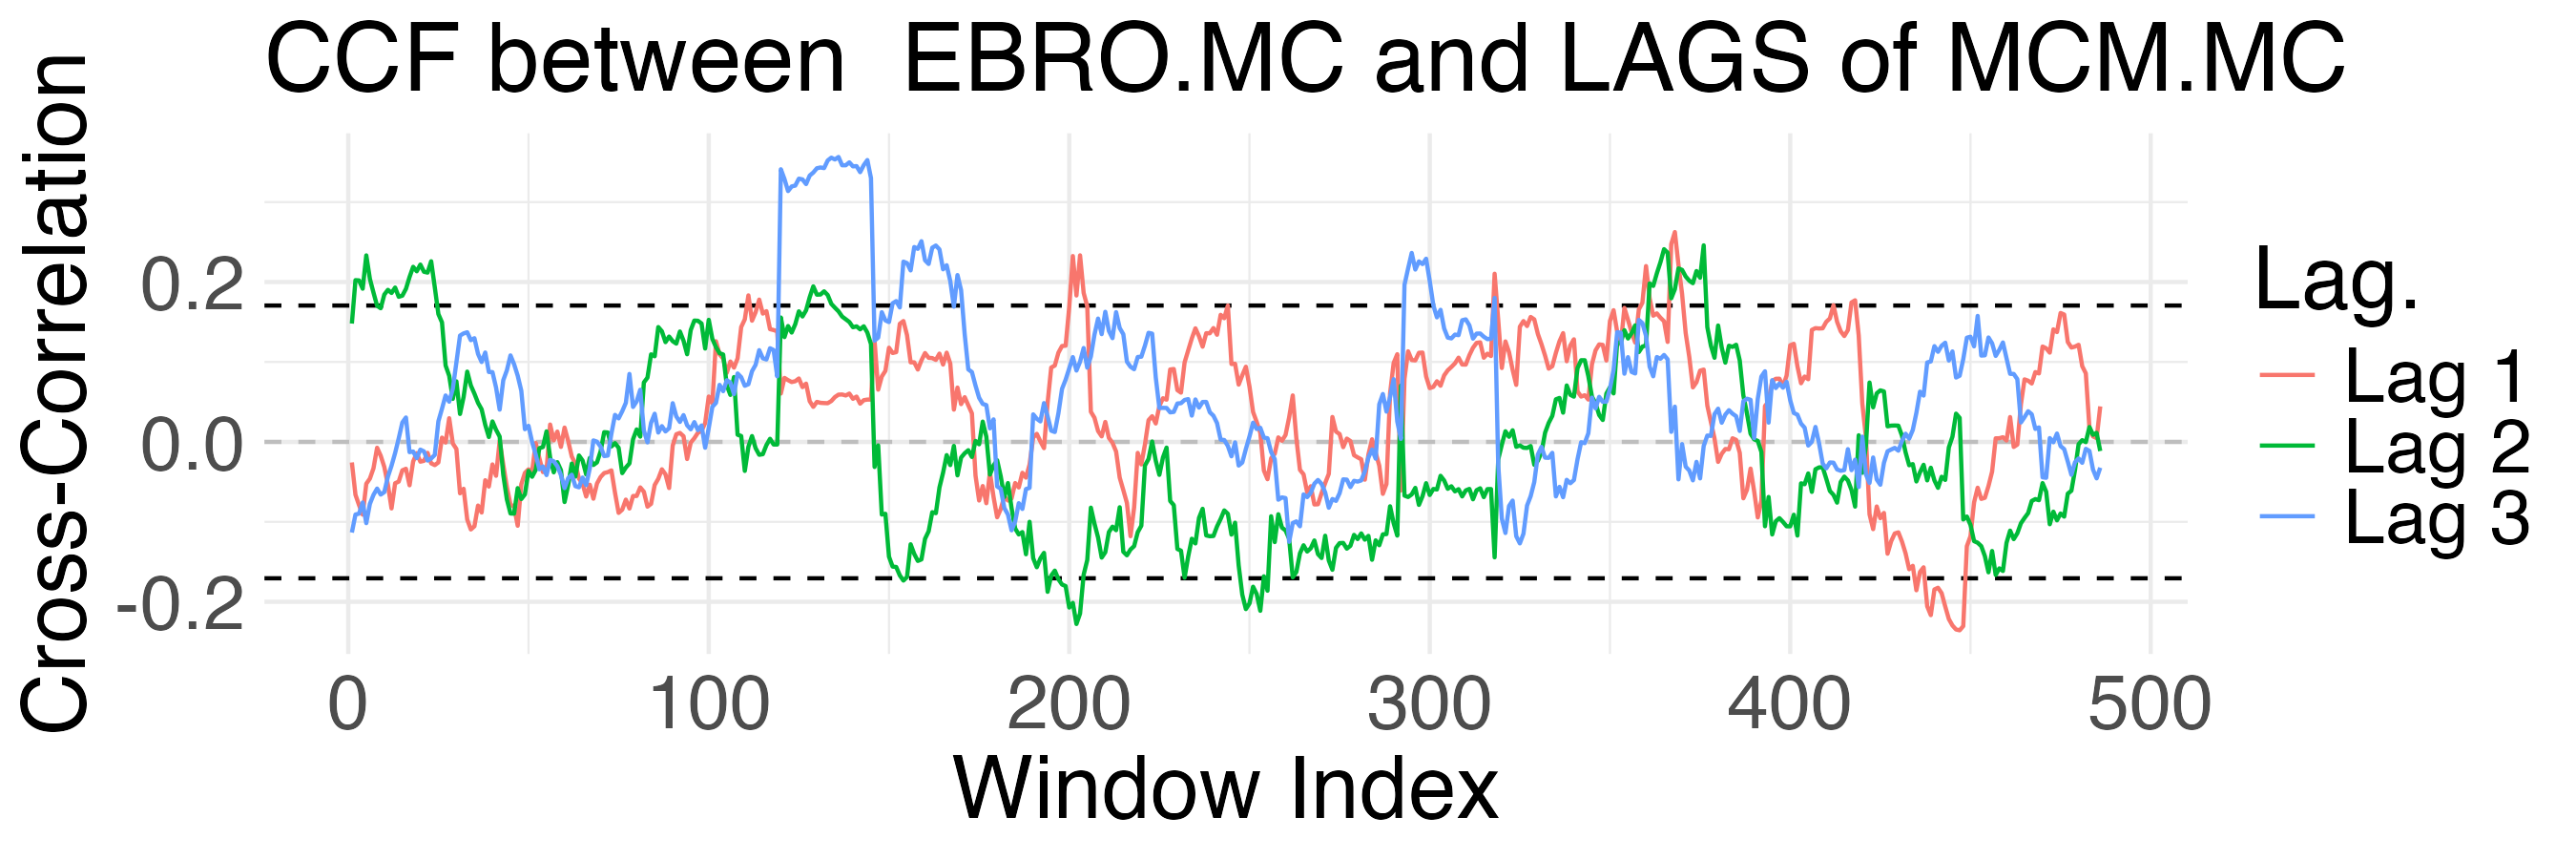 CCF between  EBRO.MC and LAGS of MCM.MC
Cross-Correlation
0.2
0.0
-0.2
0 100 200 300 400 500
Window Index
Lag.
Lag 1
Lag 2
Lag 3